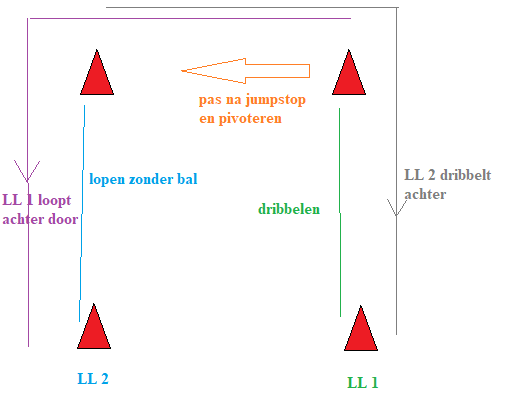 pas na jumpstop
en pivoteren
lopen zonder bal
LL 2 dribbelt
achter
LL 1 loopt
achter door
dribbelen
LL 2
LL 1